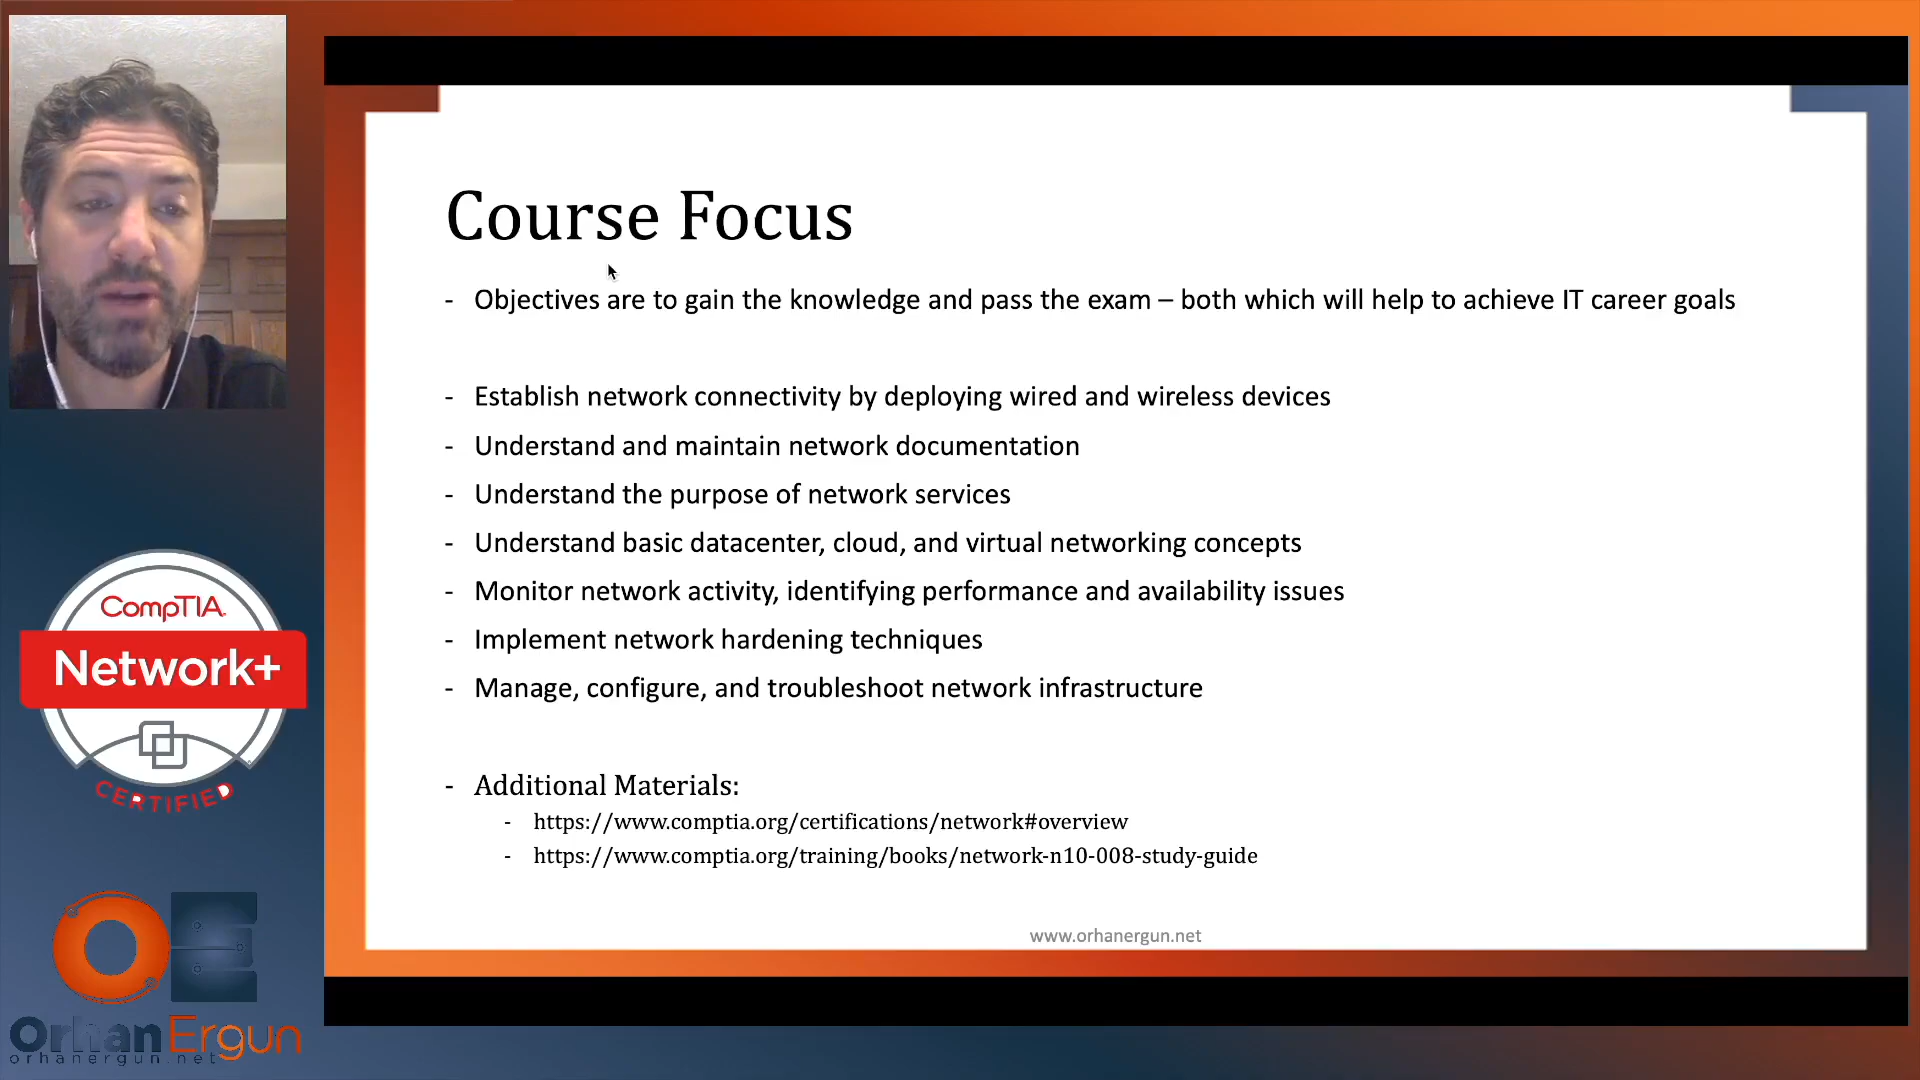 Course Focus
- Objectives are to gain the knowledge and pass the exam – both which will help to achieve IT career goals
- Establish network connectivity by deploying wired and wireless devices
- Understand and maintain network documentation
- Understand the purpose of network services
- Understand basic datacenter, cloud, and virtual networking concepts
- Monitor network activity, identifying performance and availability issues
- Implement network hardening techniques
- Manage, configure, and troubleshoot network infrastructure
- Additional Materials:
- https://www.comptia.org/certifications/network#overview
- https://www.comptia.org/training/books/network-n10-008-study-guide
www.orhanergun.net
CompTIA.
Network+
CERTIFIED
OE
OrhanErgun
orhanergun.net